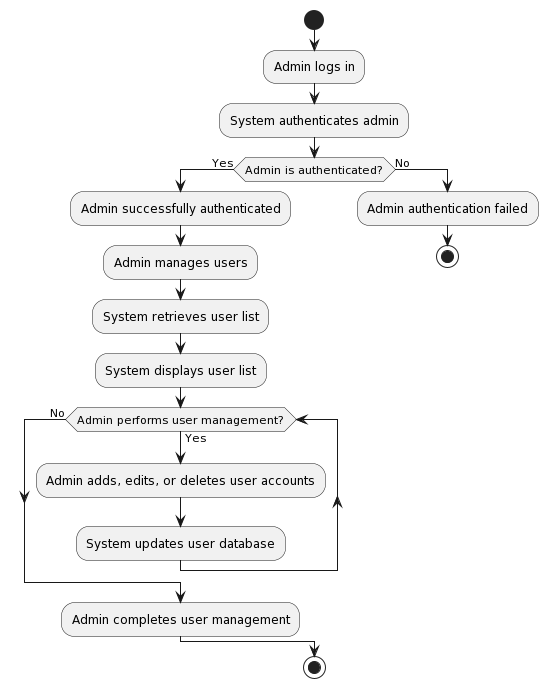 Admin logs in
System authenticates admin
Yes
Admin is authenticated?
No
Admin successfully authenticated
Admin authentication failed
Admin manages users
System retrieves user list
System displays user list
No
Admin performs user management?
Yes
Admin adds, edits, or deletes user accounts
System updates user database
Admin completes user management